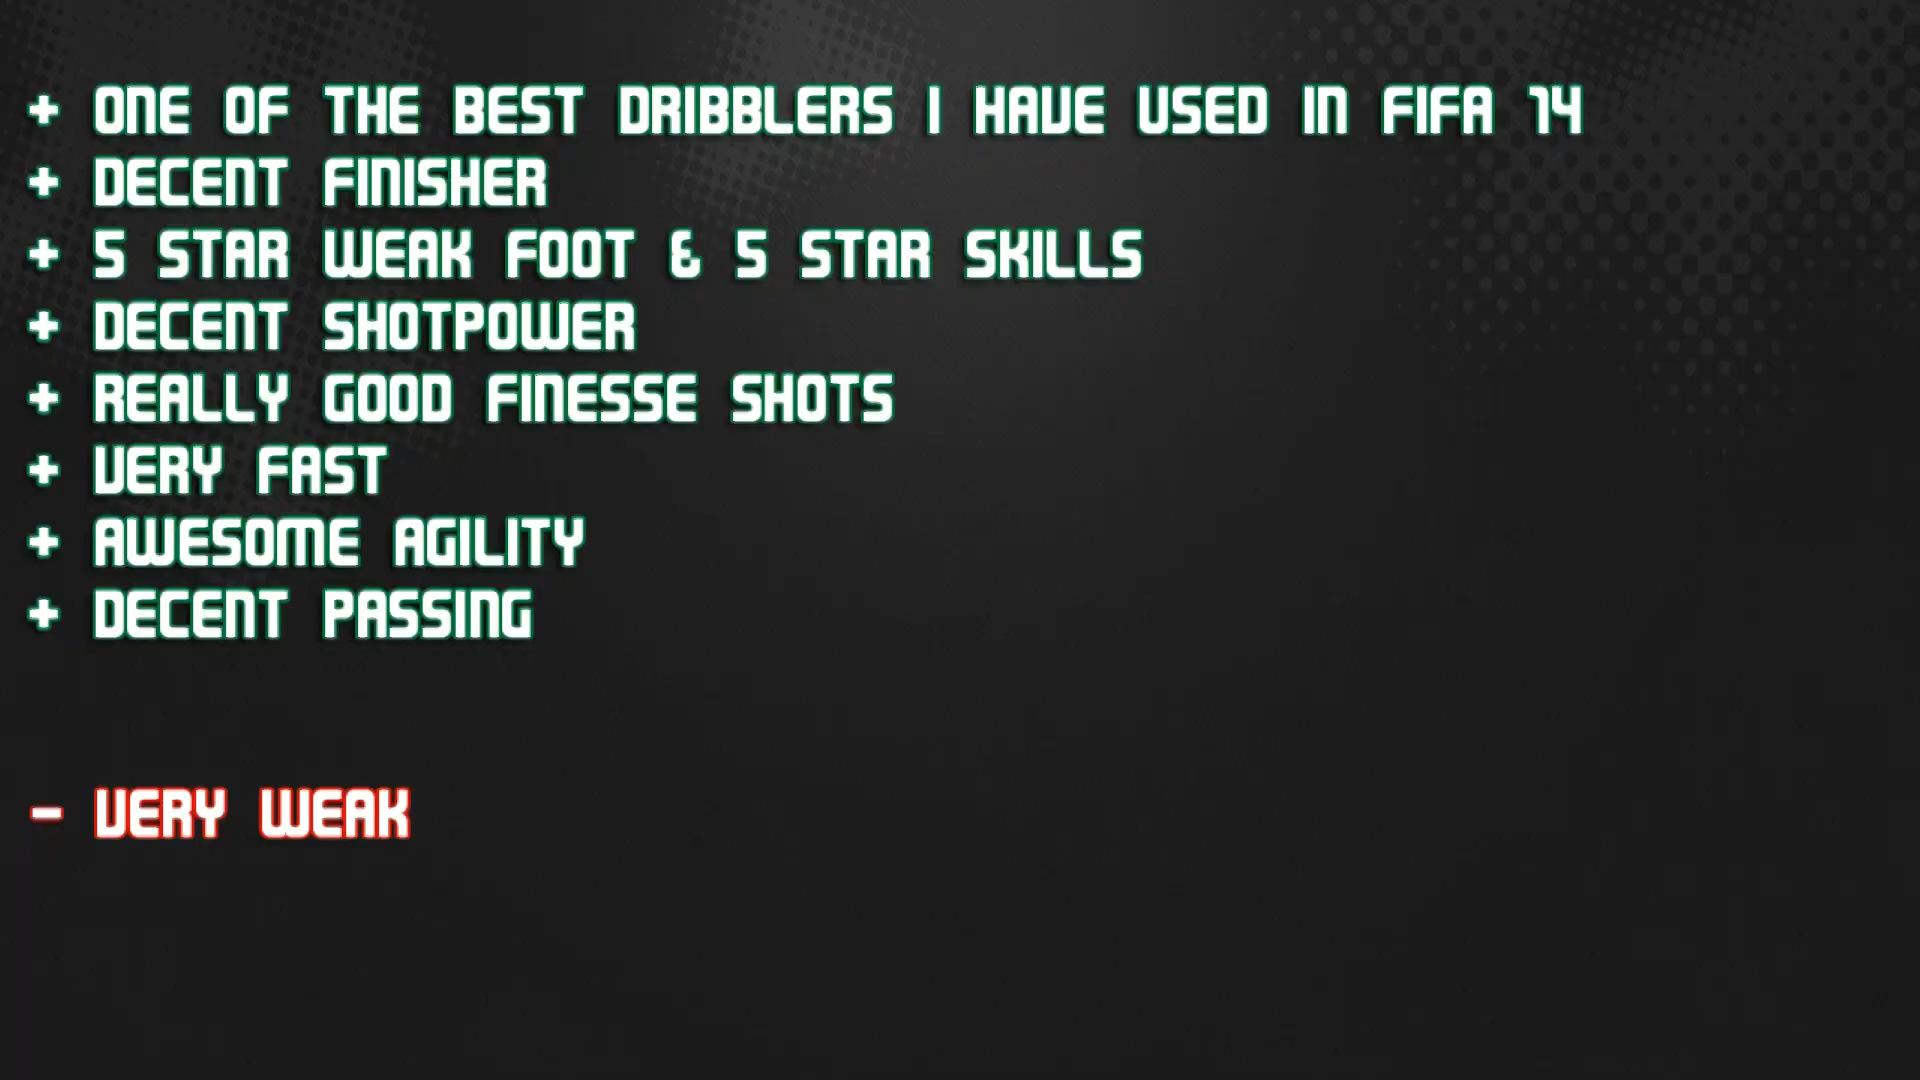 + ONE OF THE BEST DRIBBLERS I HAVE USED IN FIFA 14
+ DECENT FINISHER
+ 5 STAR WEAK FOOT & 5 STAR SKILLS
+ DECENT SHOTPOWER
+ REALLY GOOD FINESSE SHOTS
+ VERY FAST
+ AWESOME AGILITY
+ DECENT PASSING
- VERY WEAK